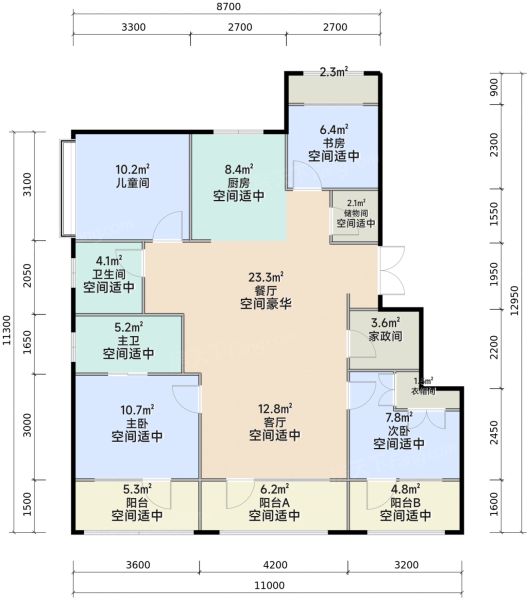 8700
3300 2700 2700
2.3㎡
900
6.4㎡
书房
空间适中
2300
10.2㎡
儿童间
8.4㎡
厨房
空间适中
3100
2.1㎡
储物间
空间适中
1550
4.1㎡
卫生间
空间适中
2050
23.3㎡
餐厅
空间豪华
1950
12950
11300
5.2㎡
主卫
空间适中
1650
3.6㎡
家政间
2200
衣帽间
10.7㎡
主卧
空间适中
3000
12.8㎡
客厅
空间适中
7.8㎡
次卧
空间适中
2450
5.3㎡
阳台
空间适中
1500
6.2㎡
阳台A
空间适中
4.8㎡
阳台B
空间适中
1600
3600 4200 3200
11000